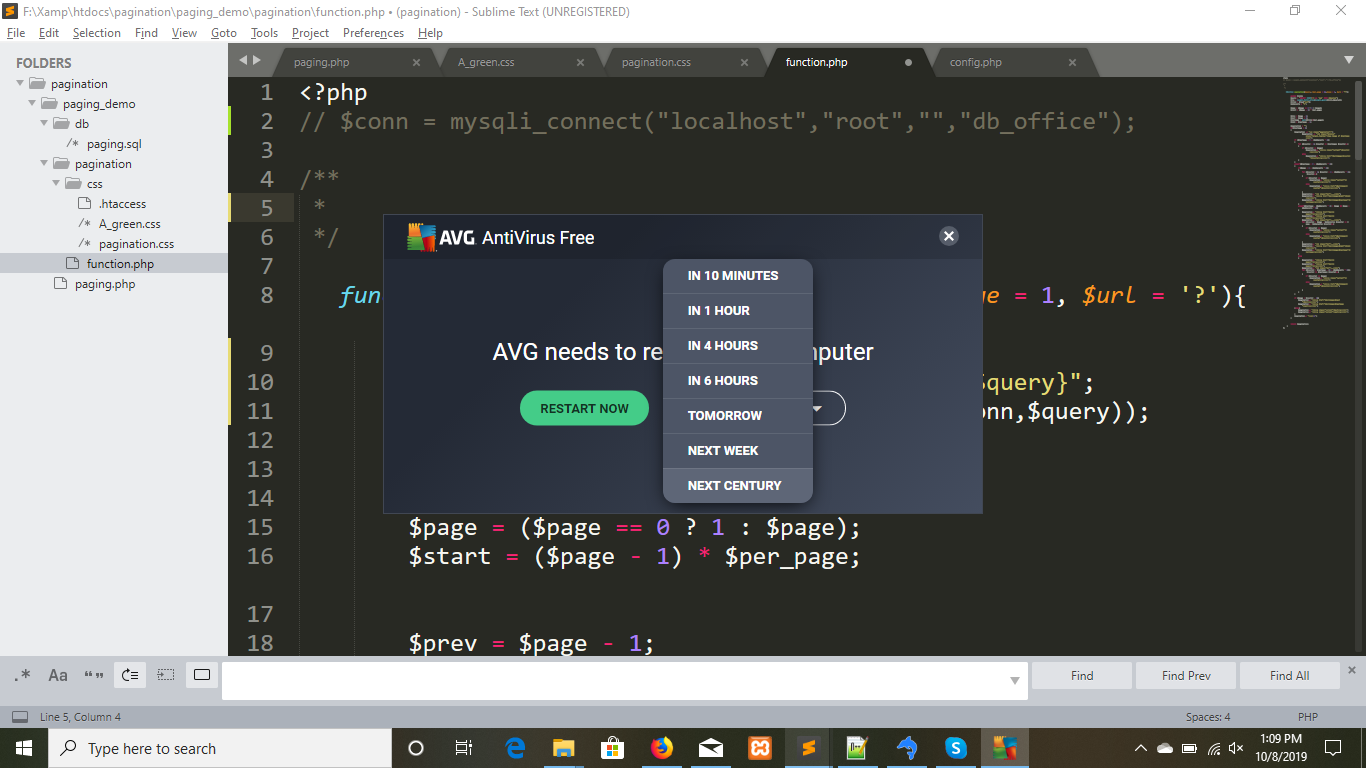 F:\Xamp\htdocs\pagination\paging_demo\pagination\function.php • (pagination) - Sublime Text (UNREGISTERED)
File Edit Selection Find View Goto Tools Project Preferences Help
FOLDERS
pagination
paging_demo
db
/* paging.sql
pagination
css
.htaccess
/* A_green.css
/* pagination.css
function.php
paging.php
paging.php × A_green.css × pagination.css × function.php • config.php ×
1 <?php
2 // $conn = mysqli_connect("localhost","root","","db_office");
3
4 /**
5 *
6 */
7
8 fun e = 1, $url = '?'){
9
10 $query}";
11 nn,$query));
12
13
14
15 $page = ($page == 0 ? 1 : $page);
16 $start = ($page - 1) * $per_page;
17
18 $prev = $page - 1;
AVG AntiVirus Free
AVG needs to re puter
RESTART NOW
IN 10 MINUTES
IN 1 HOUR
IN 4 HOURS
IN 6 HOURS
TOMORROW
NEXT WEEK
NEXT CENTURY
.* Aa “” Find Find Prev Find All ×
Line 5, Column 4 Spaces: 4 PHP
Type here to search
1:09 PM
10/8/2019